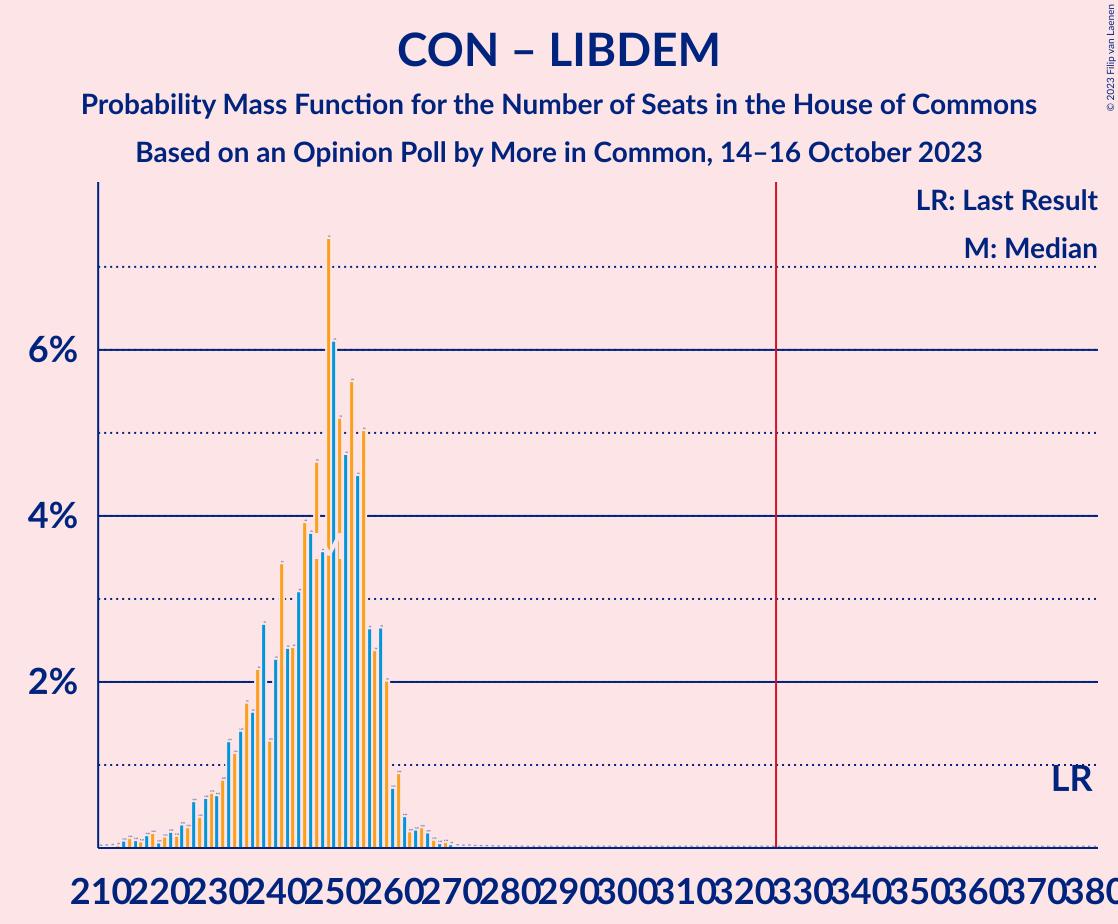 CON – LIBDEM
Probability Mass Function for the Number of Seats in the House of Commons
Based on an Opinion Poll by More in Common, 14–16 October 2023
© 2023 Filip van Laenen
LR: Last Result
M: Median
6%
4%
2%
LR
210 220 230 240 250 260 270 280 290 300 310 320 330 340 350 360 370 380